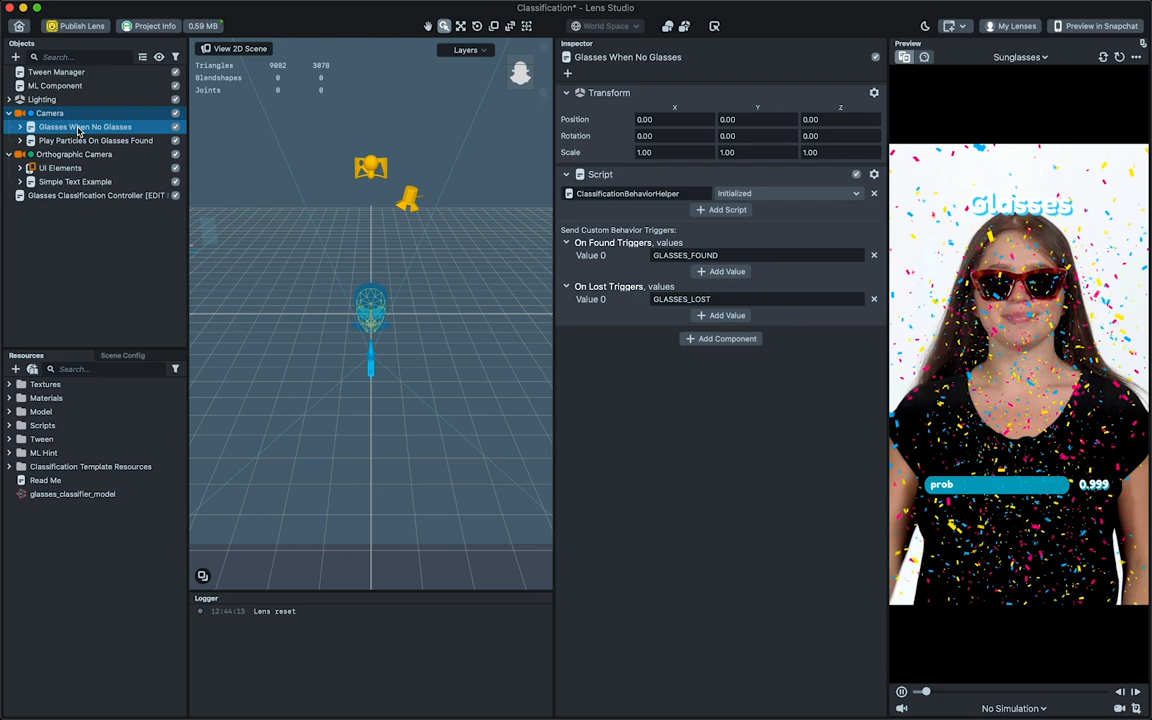 Classification* - Lens Studio
Publish Lens
Project Info
0.59 MB
World Space
My Lenses
Preview in Snapchat
Objects
Search...
Tween Manager
ML Component
Lighting
Camera
Glasses When No Glasses
Play Particles On Glasses Found
Orthographic Camera
UI Elements
Simple Text Example
Glasses Classification Controller [EDIT
Resources
Scene Config
Search...
Textures
Materials
Model
Scripts
Tween
ML Hint
Classification Template Resources
Read Me
glasses_classifier_model
View 2D Scene
Layers
Triangles 9082 3078
Blendshapes 0 0
Joints 0 0
Logger
12:44:13 Lens reset
Inspector
Glasses When No Glasses
Transform
X Y Z
Position 0.00 0.00 0.00
Rotation 0.00 0.00 0.00
Scale 1.00 1.00 1.00
Script
ClassificationBehaviorHelper Initialized
Add Script
Send Custom Behavior Triggers:
On Found Triggers, values
Value 0 GLASSES_FOUND
Add Value
On Lost Triggers, values
Value 0 GLASSES_LOST
Add Value
Add Component
Preview
Sunglasses
Glasses
prob 0.999
No Simulation